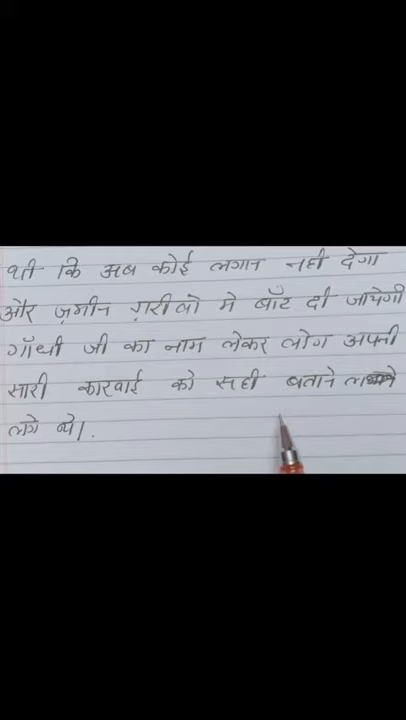 थी कि अब कोई लगान नही देगा
और ज़मीन ग़रीबो मे बाँट दी जायेगी
गाँधी जी का नाम लेकर लोग अपनी
सारी कारवाई को सही बताने
लगे थे।